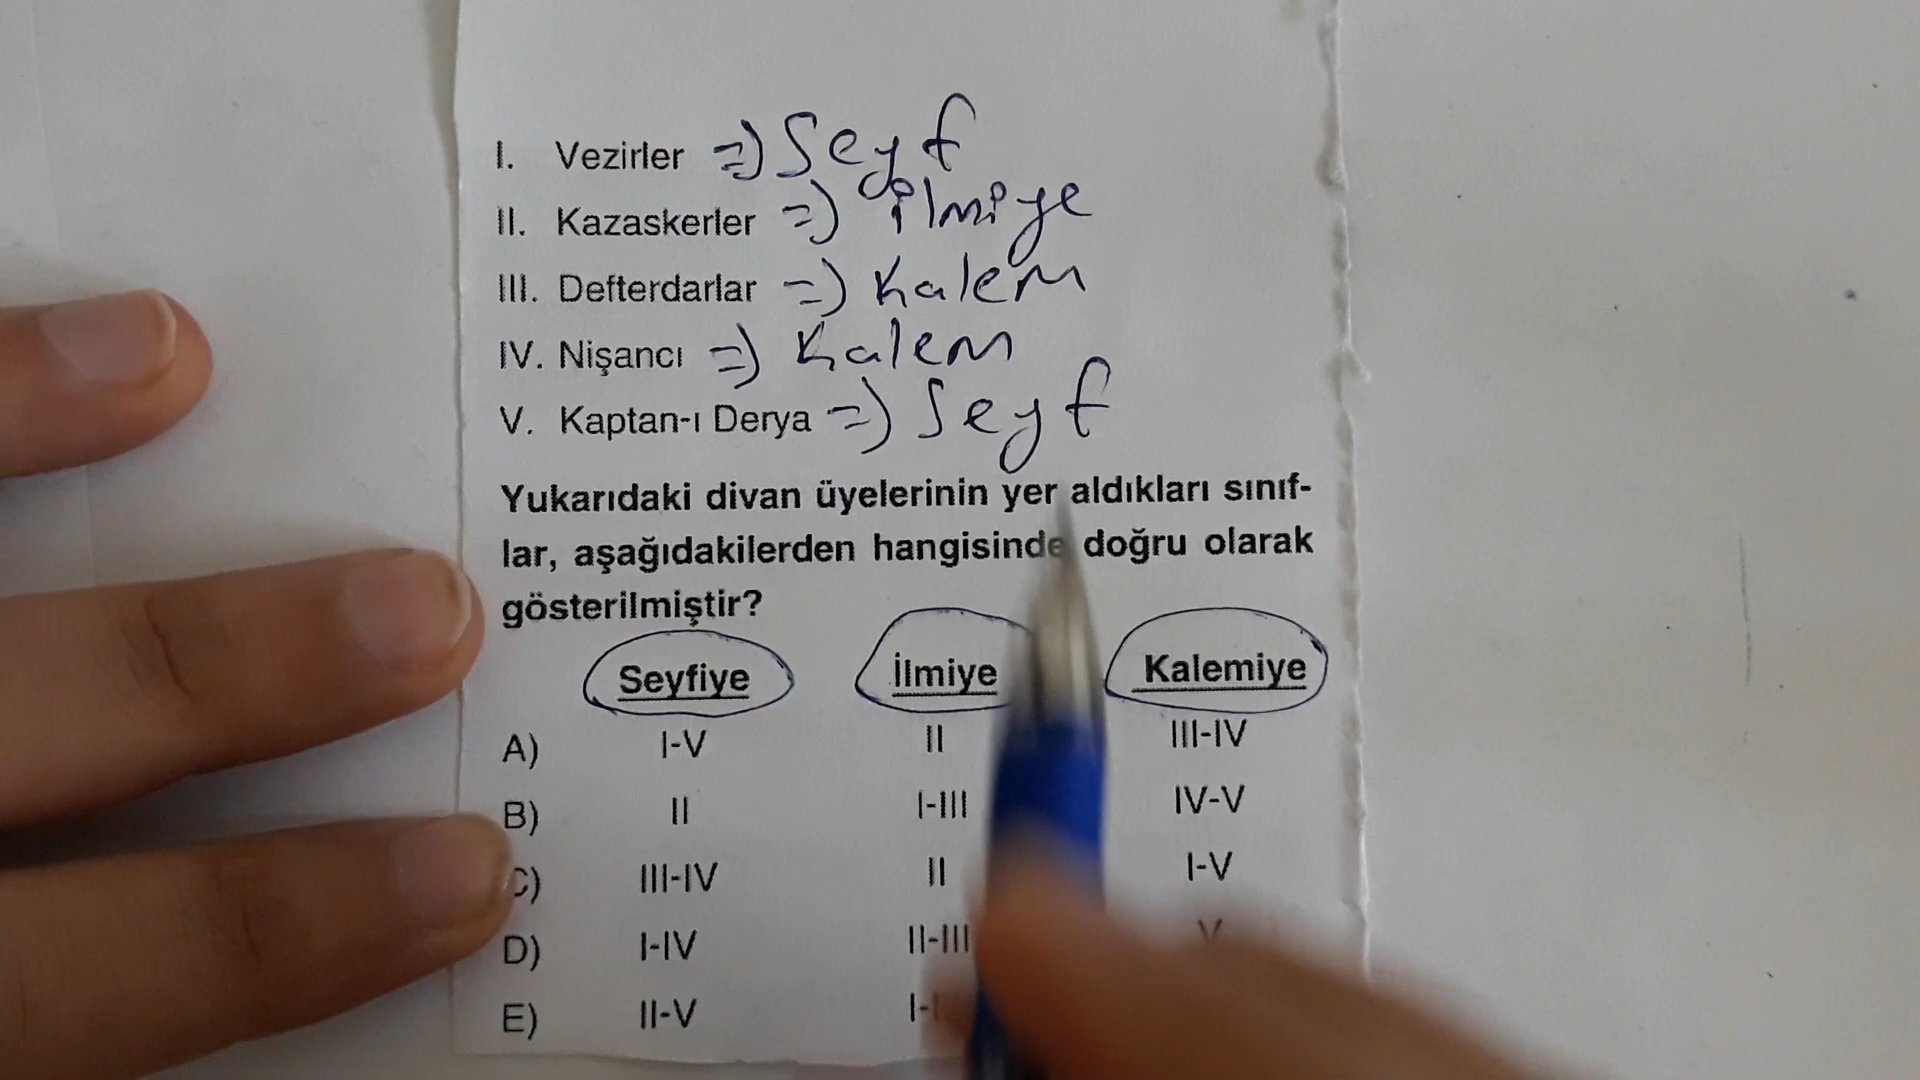 I. Vezirler => Seyf
II. Kazaskerler => ilmiye
III. Defterdarlar => Kalem
IV. Nişancı => Kalem
V. Kaptan-ı Derya => Seyf
Yukarıdaki divan üyelerinin yer aldıkları sınıf-
lar, aşağıdakilerden hangisinde doğru olarak
gösterilmiştir?
Seyfiye İlmiye Kalemiye
A) I-V II III-IV
B) II I-III IV-V
C) III-IV II I-V
D) I-IV II-III V
E) II-V